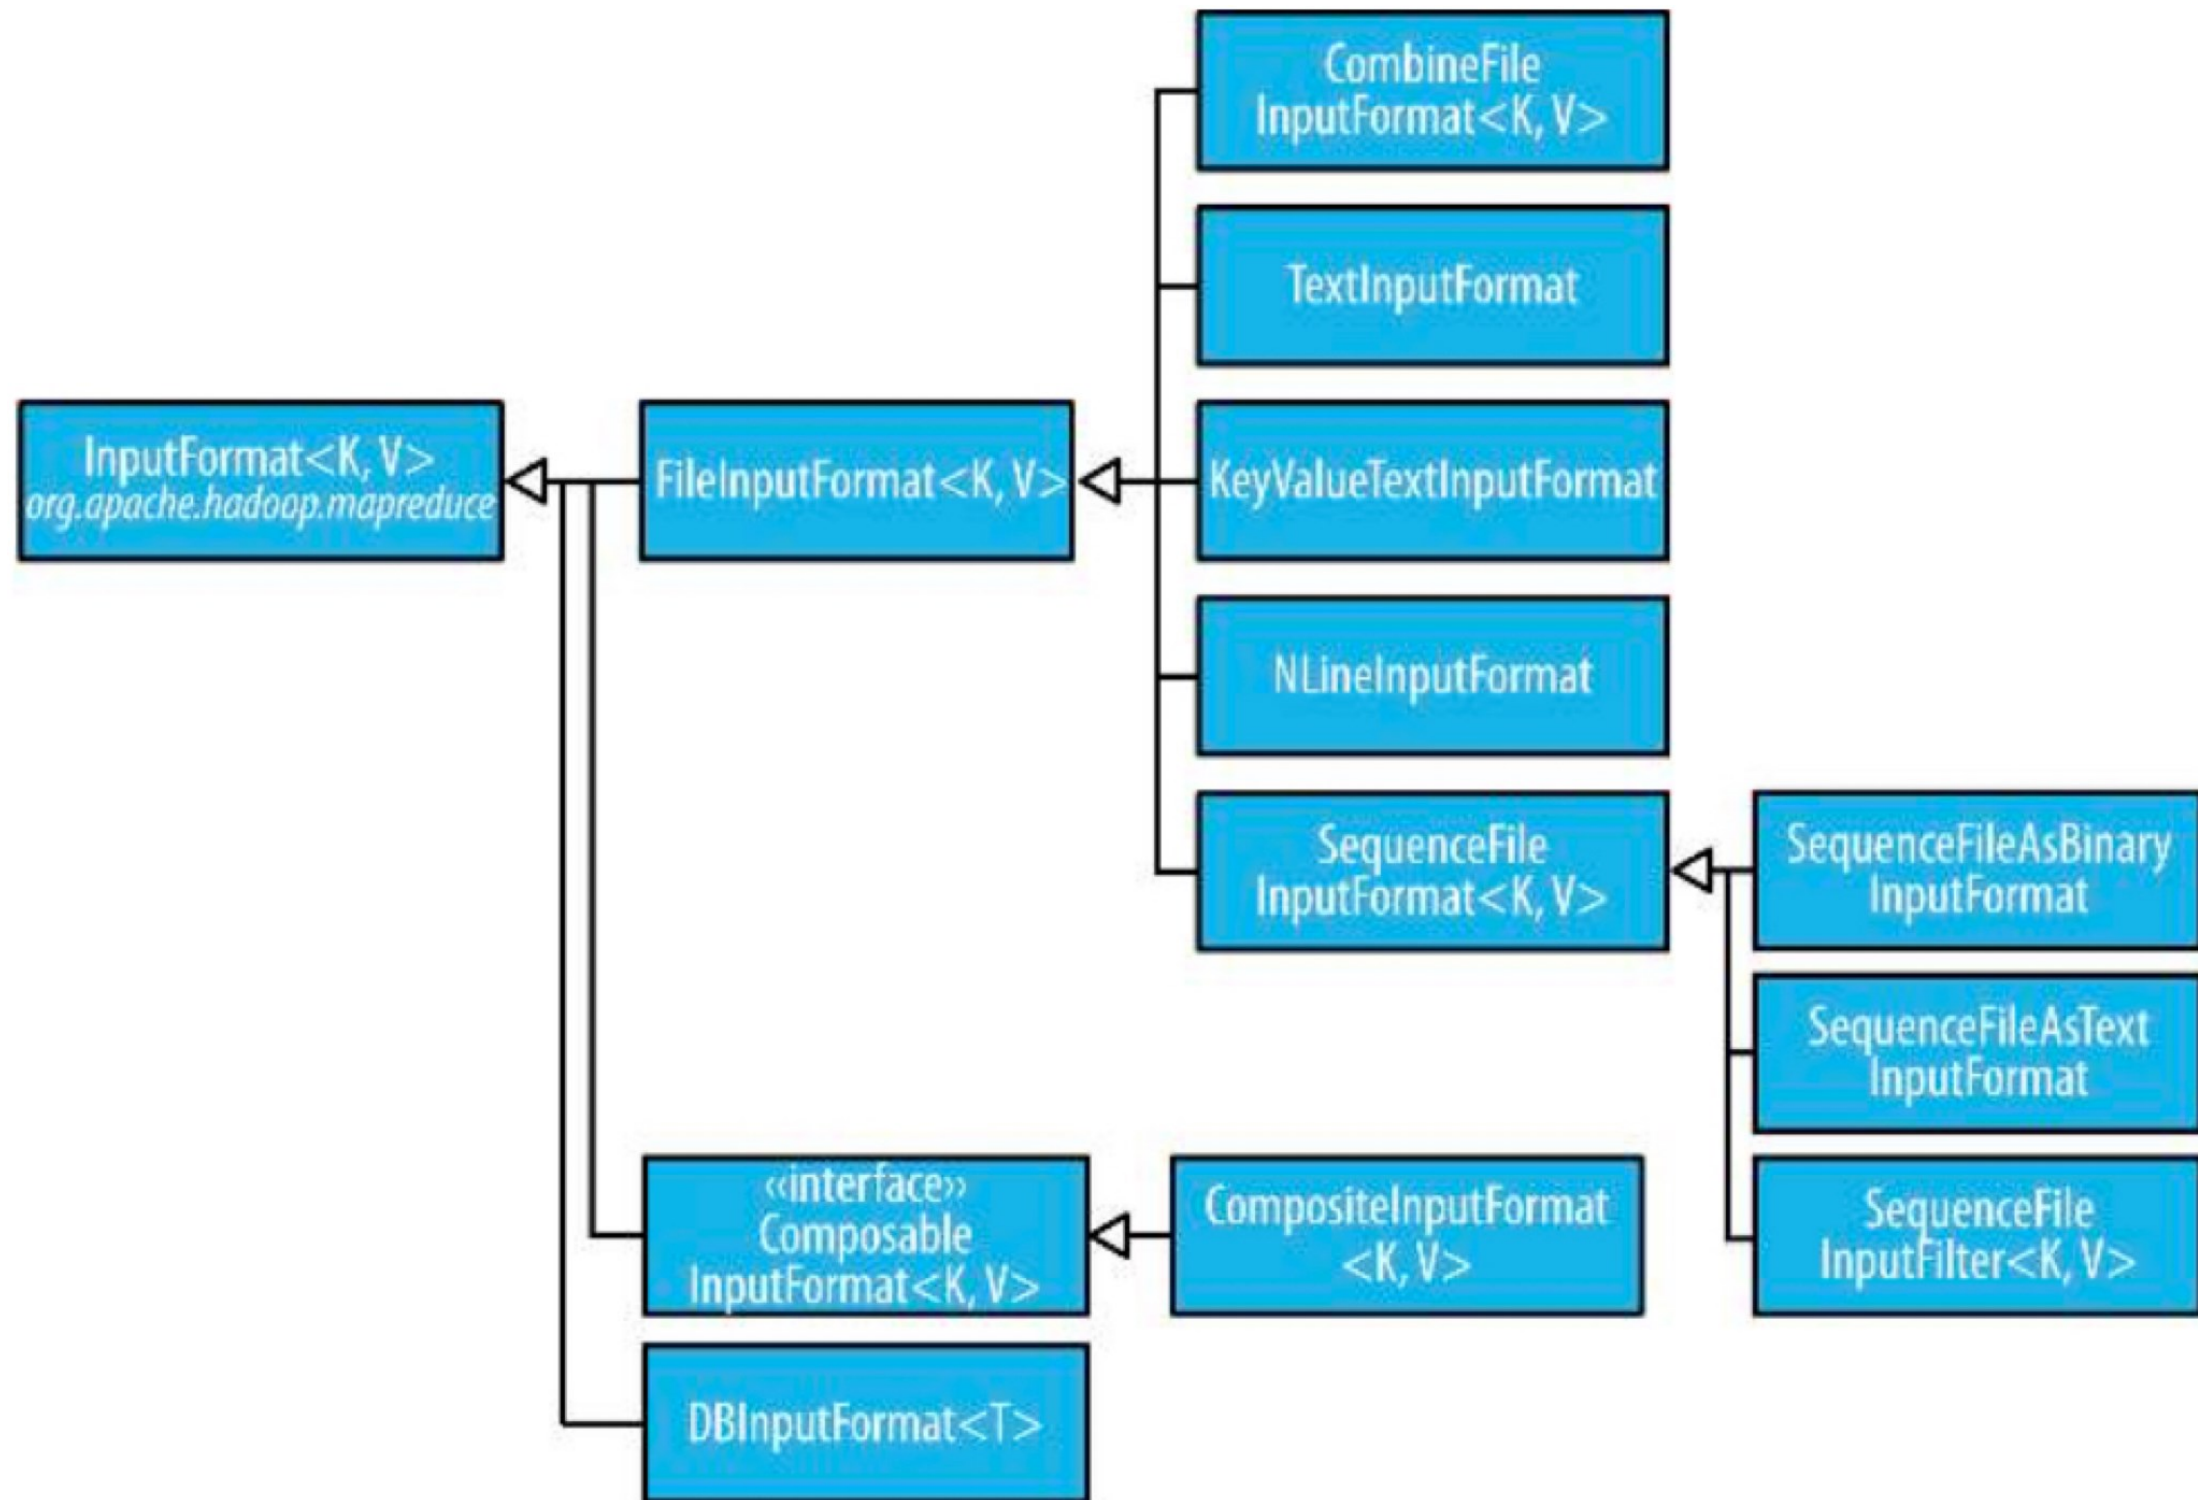 CombineFile
InputFormat<K, V>
TextInputFormat
InputFormat<K, V>
org.apache.hadoop.mapreduce
FileInputFormat<K, V>
KeyValueTextInputFormat
NLineInputFormat
SequenceFile
InputFormat<K, V>
SequenceFileAsBinary
InputFormat
SequenceFileAsText
InputFormat
‹‹interface››
Composable
InputFormat<K, V>
CompositeInputFormat
<K, V>
SequenceFile
InputFilter<K, V>
DBInputFormat<T>